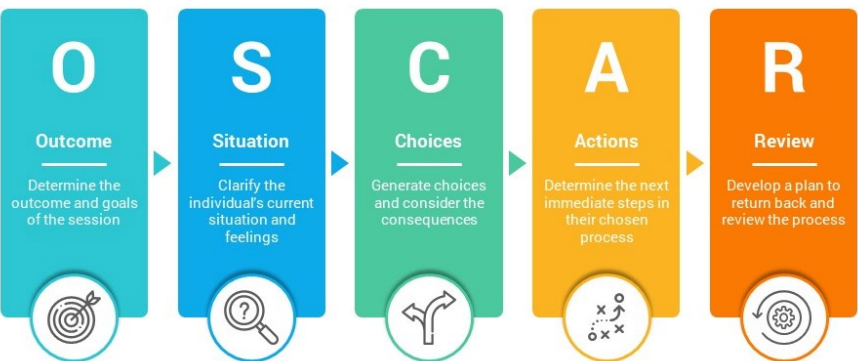 O
Outcome
Determine the
outcome and goals
of the session
S
Situation
Clarify the
individual's current
situation and
feelings
C
Choices
Generate choices
and consider the
consequences
A
Actions
Determine the next
immediate steps in
their chosen
process
R
Review
Develop a plan to
return back and
review the process
?